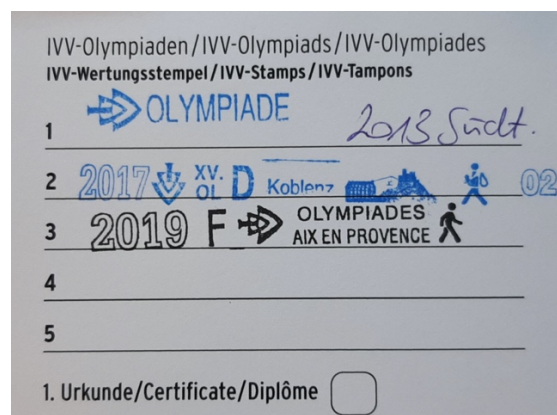 IVV-Olympiaden/IVV-Olympiads/IVV-Olympiades
IVV-Wertungsstempel/IVV-Stamps/IVV-Tampons
1 OLYMPIADE 2013 Südt.
2 2017 XV. OL D Koblenz 02
3 2019 F OLYMPIADES AIX EN PROVENCE
4
5
1. Urkunde/Certificate/Diplôme